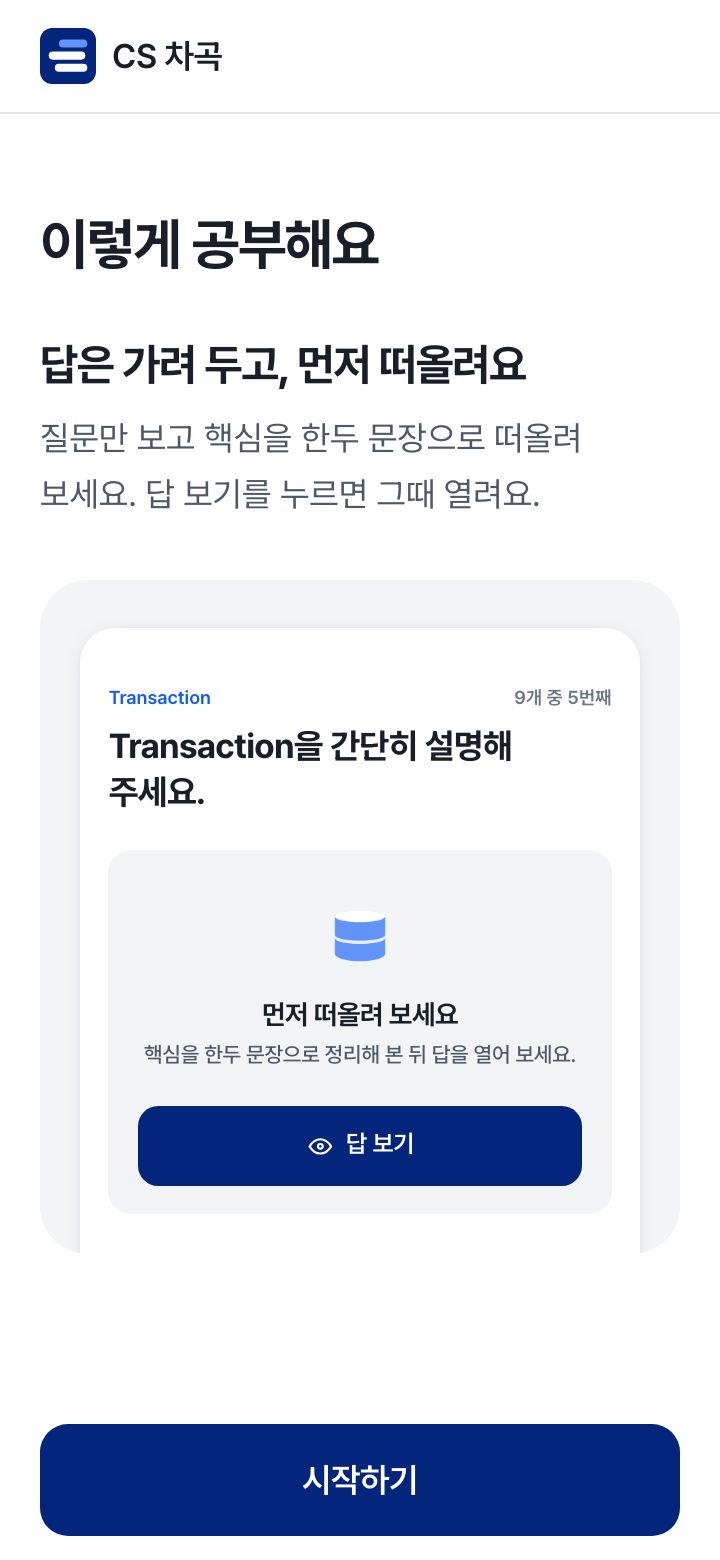 CS 차곡
이렇게 공부해요
답은 가려 두고, 먼저 떠올려요
질문만 보고 핵심을 한두 문장으로 떠올려
보세요. 답 보기를 누르면 그때 열려요.
Transaction
9개 중 5번째
Transaction을 간단히 설명해
주세요.
먼저 떠올려 보세요
핵심을 한두 문장으로 정리해 본 뒤 답을 열어 보세요.
답 보기
시작하기